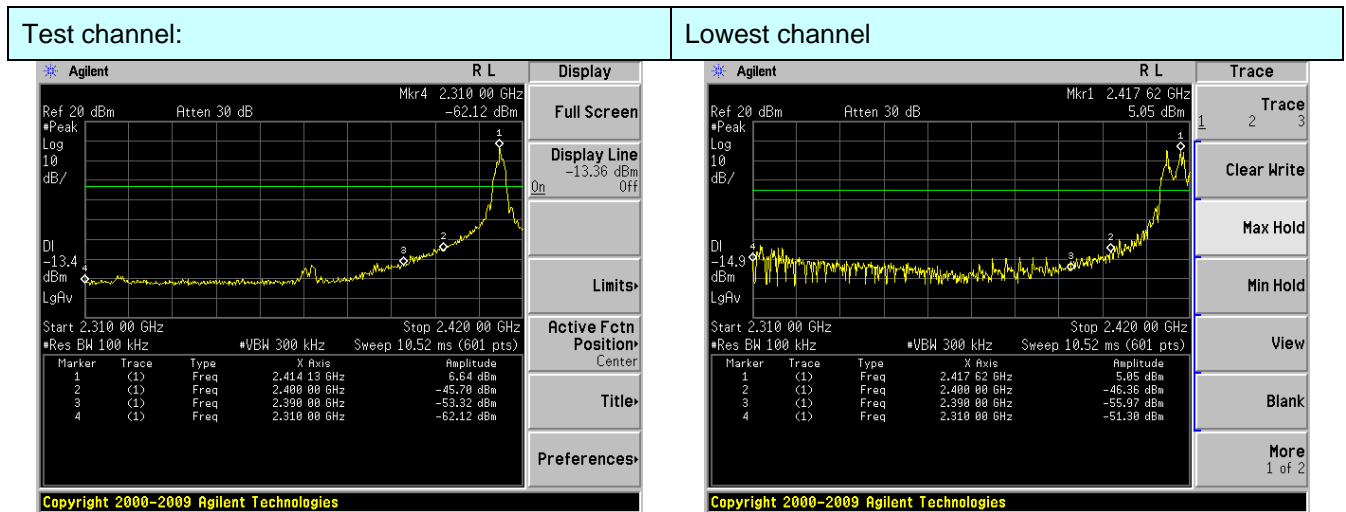 Test channel:
Lowest channel
Agilent
R L
Display
Mkr4 2.310 00 GHz
Ref 20 dBm
Atten 30 dB
-62.12 dBm
#Peak
Log
10
dB/
DI
-13.4
dBm
LgAv
1
2
3
4
Start 2.310 00 GHz
Stop 2.420 00 GHz
#Res BW 100 kHz
#VBW 300 kHz
Sweep 10.52 ms (601 pts)
Marker Trace Type X Axis Amplitude
1 (1) Freq 2.414 13 GHz 6.64 dBm
2 (1) Freq 2.400 00 GHz -45.70 dBm
3 (1) Freq 2.390 00 GHz -53.32 dBm
4 (1) Freq 2.310 00 GHz -62.12 dBm
Full Screen
Display Line
-13.36 dBm
On Off
Limits
Active Fctn
Position
Center
Title
Preferences
Copyright 2000-2009 Agilent Technologies
Agilent
R L
Trace
Mkr1 2.417 62 GHz
Ref 20 dBm
Atten 30 dB
5.05 dBm
#Peak
Log
10
dB/
DI
-14.9
dBm
LgAv
1
2
3
4
Start 2.310 00 GHz
Stop 2.420 00 GHz
#Res BW 100 kHz
#VBW 300 kHz
Sweep 10.52 ms (601 pts)
Marker Trace Type X Axis Amplitude
1 (1) Freq 2.417 62 GHz 5.05 dBm
2 (1) Freq 2.400 00 GHz -46.36 dBm
3 (1) Freq 2.390 00 GHz -55.97 dBm
4 (1) Freq 2.310 00 GHz -51.30 dBm
Trace
1 2 3
Clear Write
Max Hold
Min Hold
View
Blank
More
1 of 2
Copyright 2000-2009 Agilent Technologies